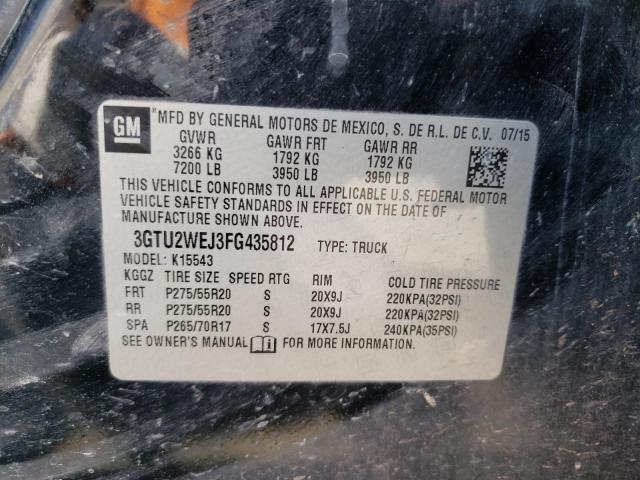 GM
*MFD BY GENERAL MOTORS DE MEXICO, S. DE R.L. DE C.V. 07/15
GVWR GAWR FRT GAWR RR
3266 KG 1792 KG 1792 KG
7200 LB 3950 LB 3950 LB
THIS VEHICLE CONFORMS TO ALL APPLICABLE U.S. FEDERAL MOTOR
VEHICLE SAFETY STANDARDS IN EFFECT ON THE DATE OF
MANUFACTURE SHOWN ABOVE.
3GTU2WEJ3FG435812 TYPE: TRUCK
MODEL: K15543
KGGZ TIRE SIZE SPEED RTG RIM COLD TIRE PRESSURE
FRT P275/55R20 S 20X9J 220KPA(32PSI)
RR P275/55R20 S 20X9J 220KPA(32PSI)
SPA P265/70R17 S 17X7.5J 240KPA(35PSI)
SEE OWNER'S MANUAL FOR MORE INFORMATION.